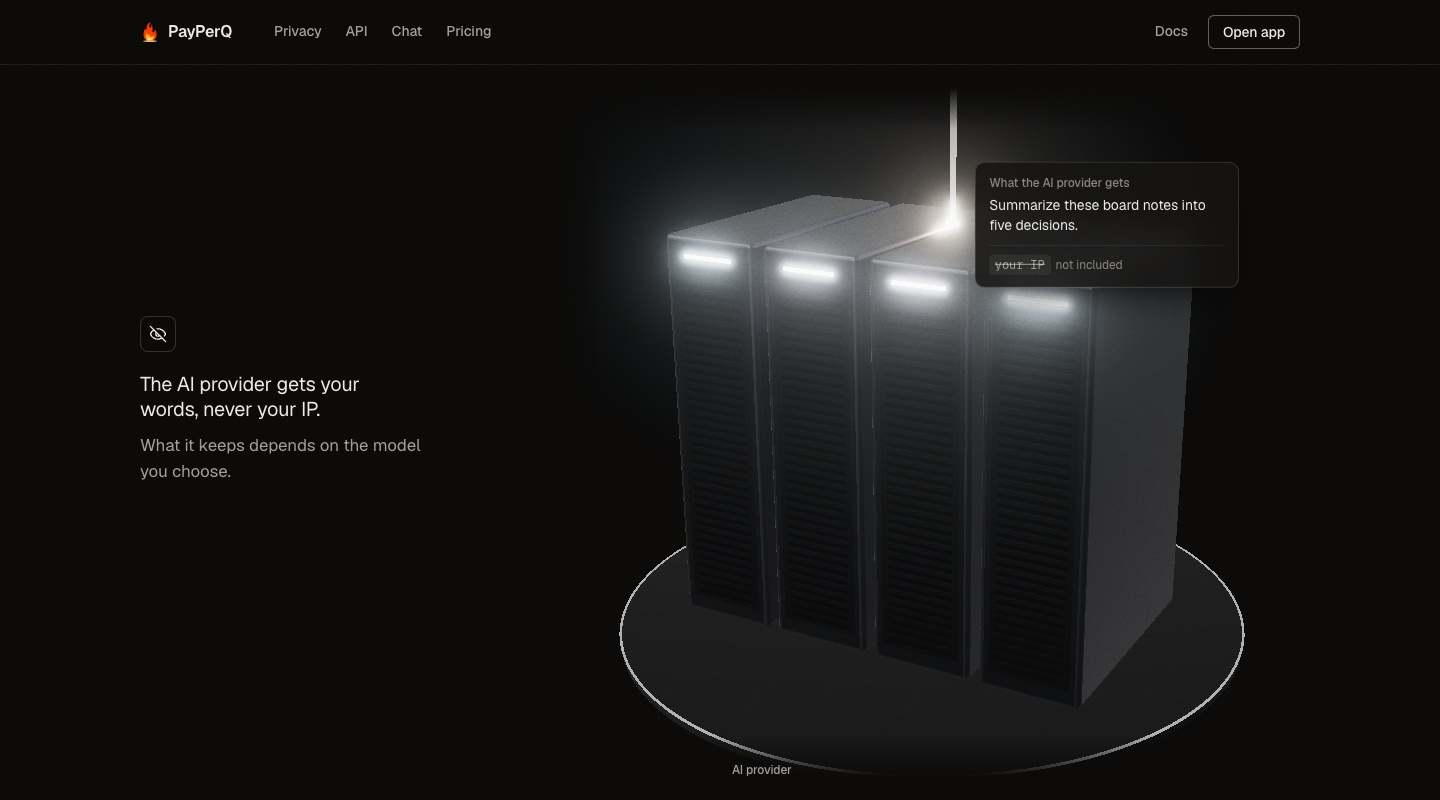 PayPerQ
Privacy
API
Chat
Pricing
Docs
Open app
What the AI provider gets
Summarize these board notes into
five decisions.
your IP not included
The AI provider gets your
words, never your IP.
What it keeps depends on the model
you choose.
AI provider